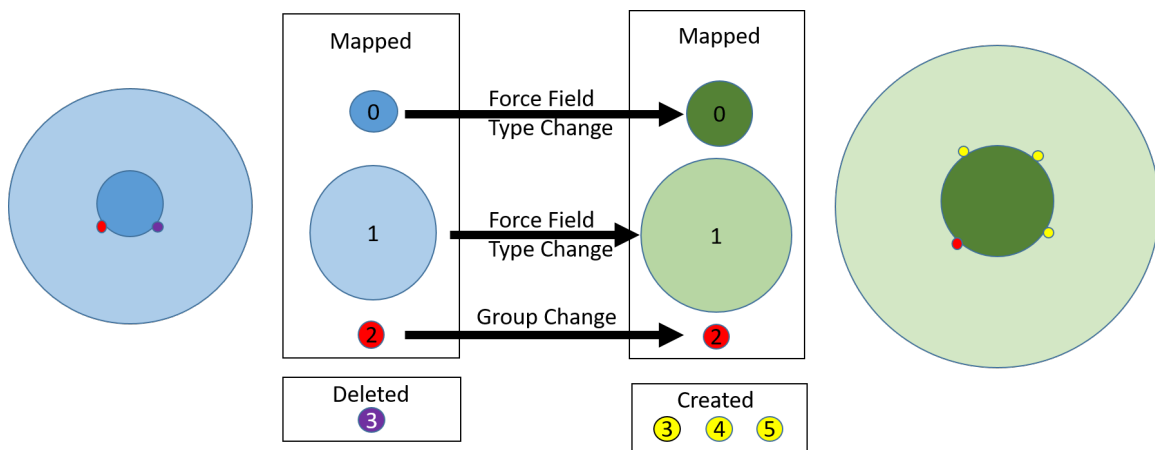 Mapped
0
1
2
Deleted
3
Force Field
Type Change
Force Field
Type Change
Group Change
Mapped
0
1
2
Created
3 4 5